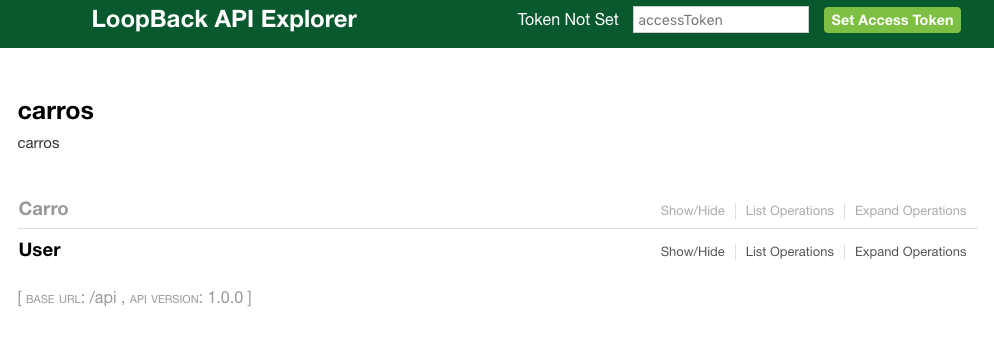 LoopBack API Explorer Token Not Set accessToken Set Access Token
carros
carros
Carro Show/Hide List Operations Expand Operations
User Show/Hide List Operations Expand Operations
[ BASE URL: /api , API VERSION: 1.0.0 ]